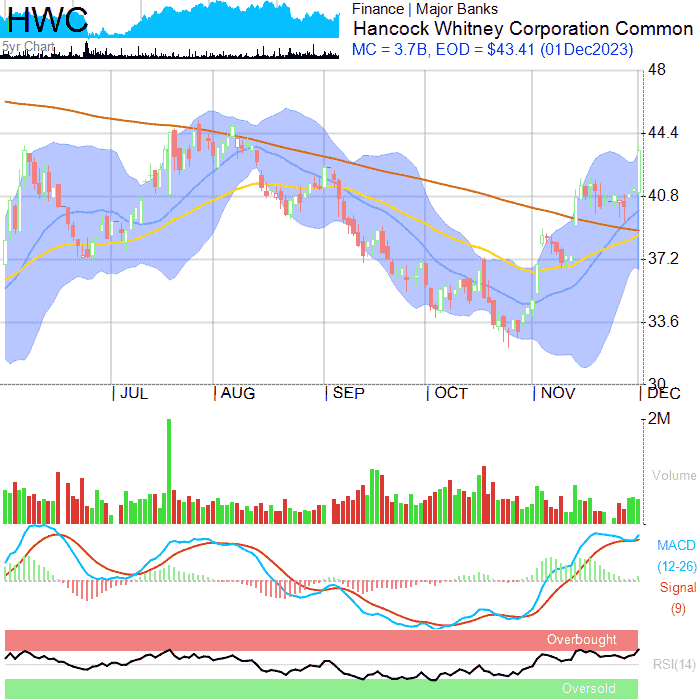 HWC
5yr Chart
Finance | Major Banks
Hancock Whitney Corporation Common
MC = 3.7B, EOD = $43.41 (01Dec2023)
48
44.4
40.8
37.2
33.6
30
JUL AUG SEP OCT NOV DEC
2M
Volume
MACD
(12-26)
Signal
(9)
Overbought
RSI(14)
Oversold